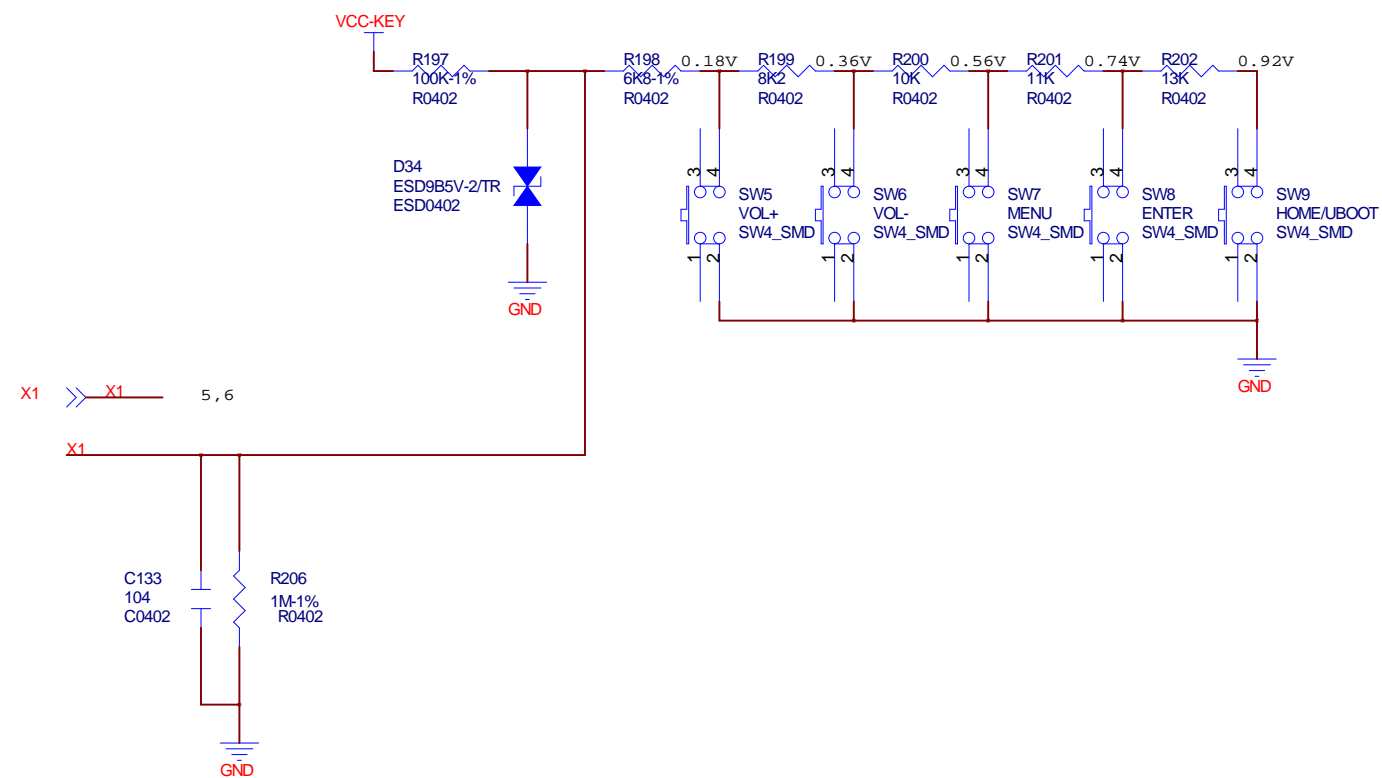 VCC-KEY
R197
100K-1%
R0402
R198
6K8-1%
R0402
0.18V
R199
8K2
R0402
0.36V
R200
10K
R0402
0.56V
R201
11K
R0402
0.74V
R202
13K
R0402
0.92V
D34
ESD9B5V-2/TR
ESD0402
GND
3 4
SW5
VOL+
SW4_SMD
1 2
3 4
SW6
VOL-
SW4_SMD
1 2
3 4
SW7
MENU
SW4_SMD
1 2
3 4
SW8
ENTER
SW4_SMD
1 2
3 4
SW9
HOME/UBOOT
SW4_SMD
1 2
GND
X1 X1 5,6
X1
C133
104
C0402
R206
1M-1%
R0402
GND